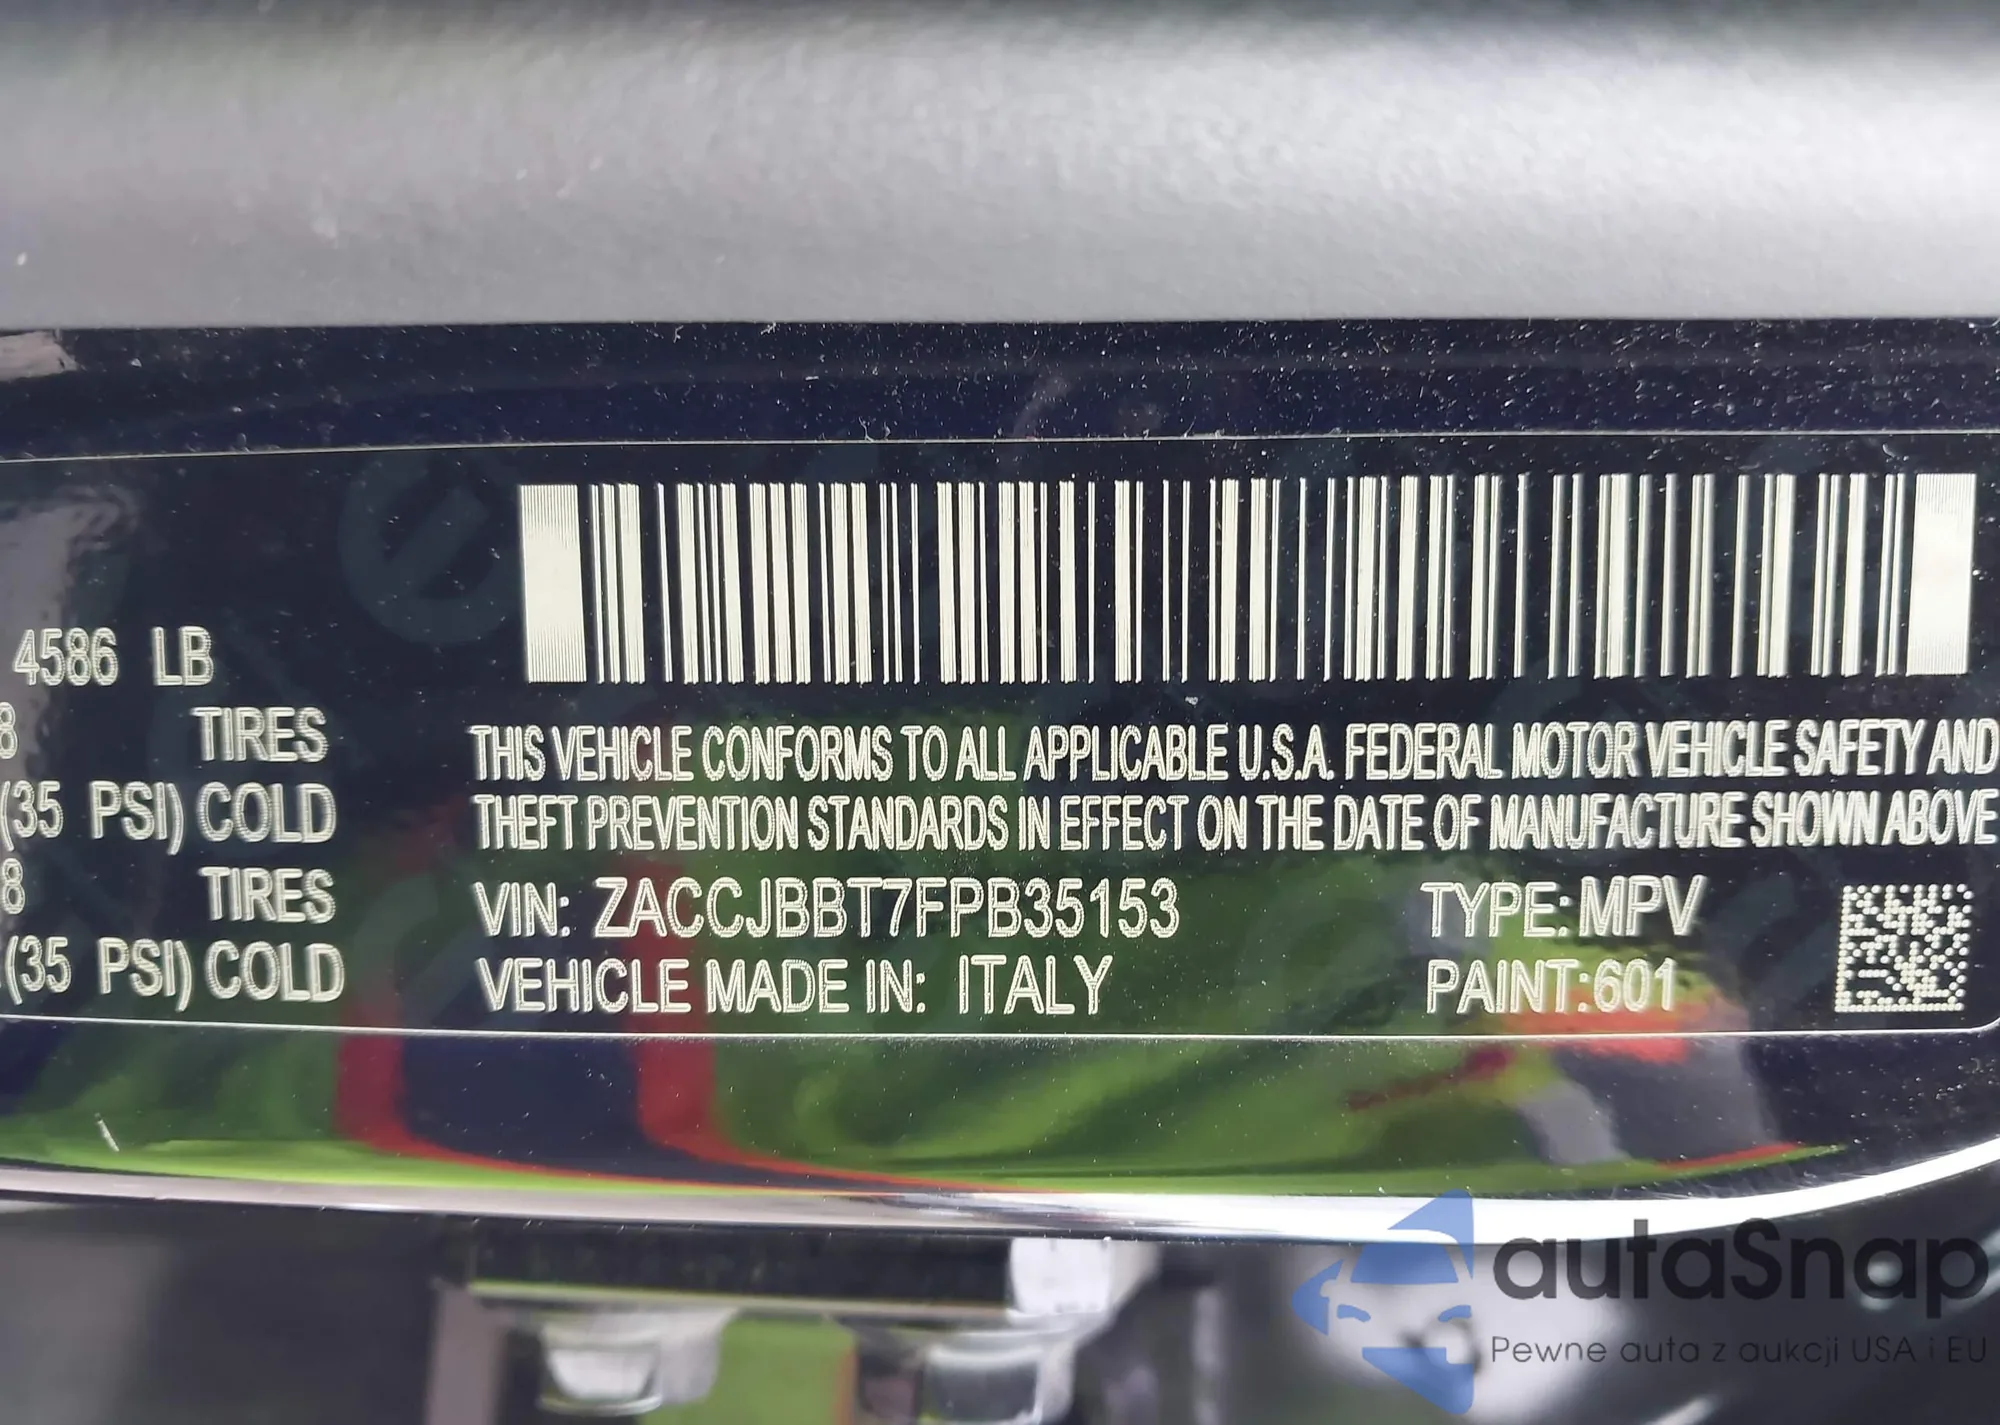 4586 LB
8 TIRES
(35 PSI) COLD
8 TIRES
(35 PSI) COLD
THIS VEHICLE CONFORMS TO ALL APPLICABLE U.S.A. FEDERAL MOTOR VEHICLE SAFETY AND
THEFT PREVENTION STANDARDS IN EFFECT ON THE DATE OF MANUFACTURE SHOWN ABOVE
VIN: ZACCJBBT7FPB35153 TYPE: MPV
VEHICLE MADE IN: ITALY PAINT: 601
autaSnap
Pewne auta z aukcji USA i EU